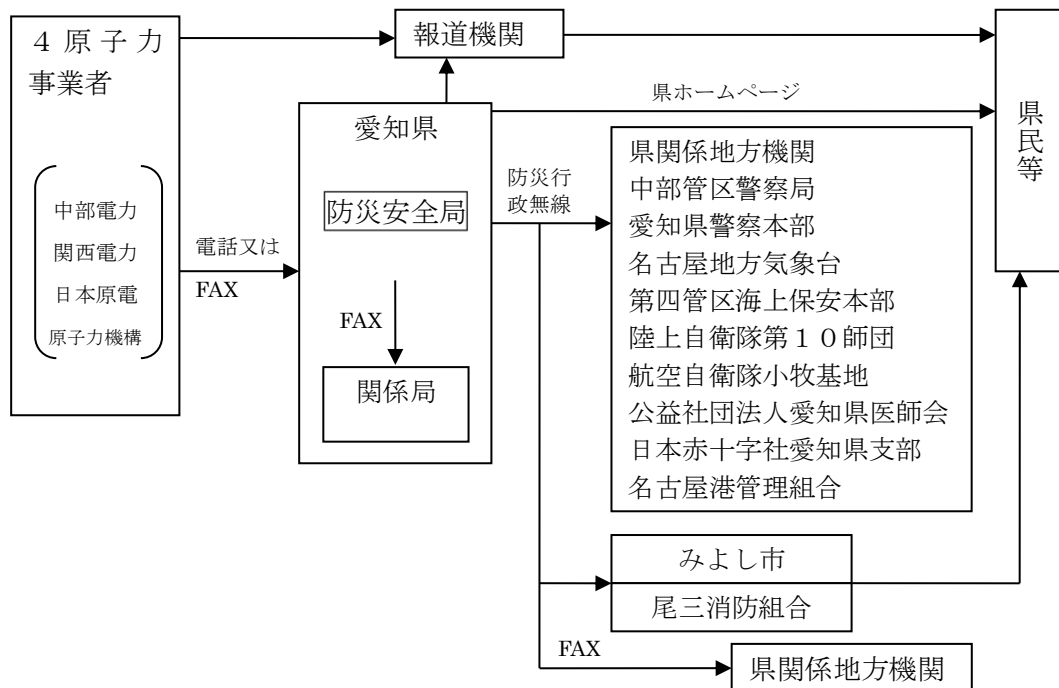 ４原子力
事業者
中部電力
関西電力
日本原電
原子力機構
電話又は
FAX
報道機関
愛知県
防災安全局
FAX
関係局
県ホームページ
防災行
政無線
県関係地方機関
中部管区警察局
愛知県警察本部
名古屋地方気象台
第四管区海上保安本部
陸上自衛隊第１０師団
航空自衛隊小牧基地
公益社団法人愛知県医師会
日本赤十字社愛知県支部
名古屋港管理組合
県民等
みよし市
尾三消防組合
FAX
県関係地方機関